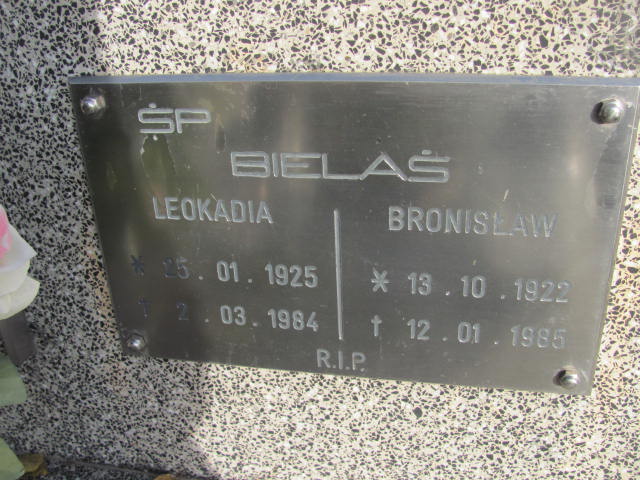 ŚP
BIELAŚ
LEOKADIA
* 25.01.1925
† 2.03.1984
BRONISŁAW
* 13.10.1922
† 12.01.1985
R.I.P.